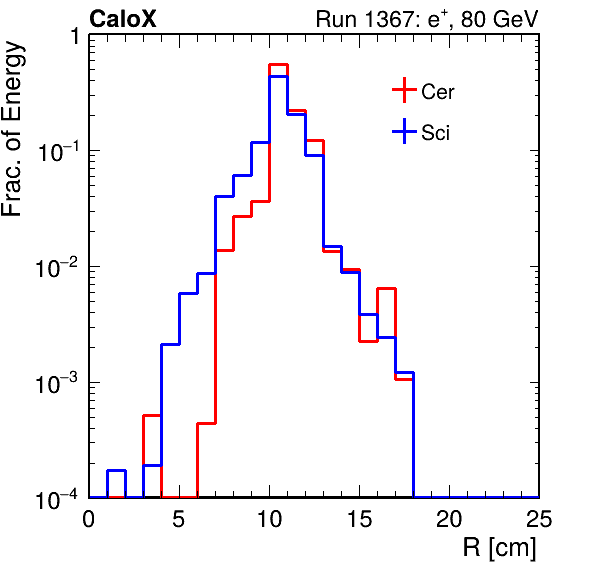 CaloX Run 1367: e⁺, 80 GeV
Frac. of Energy
1
10⁻¹
10⁻²
10⁻³
10⁻⁴
Cer
Sci
0 5 10 15 20 25
R [cm]